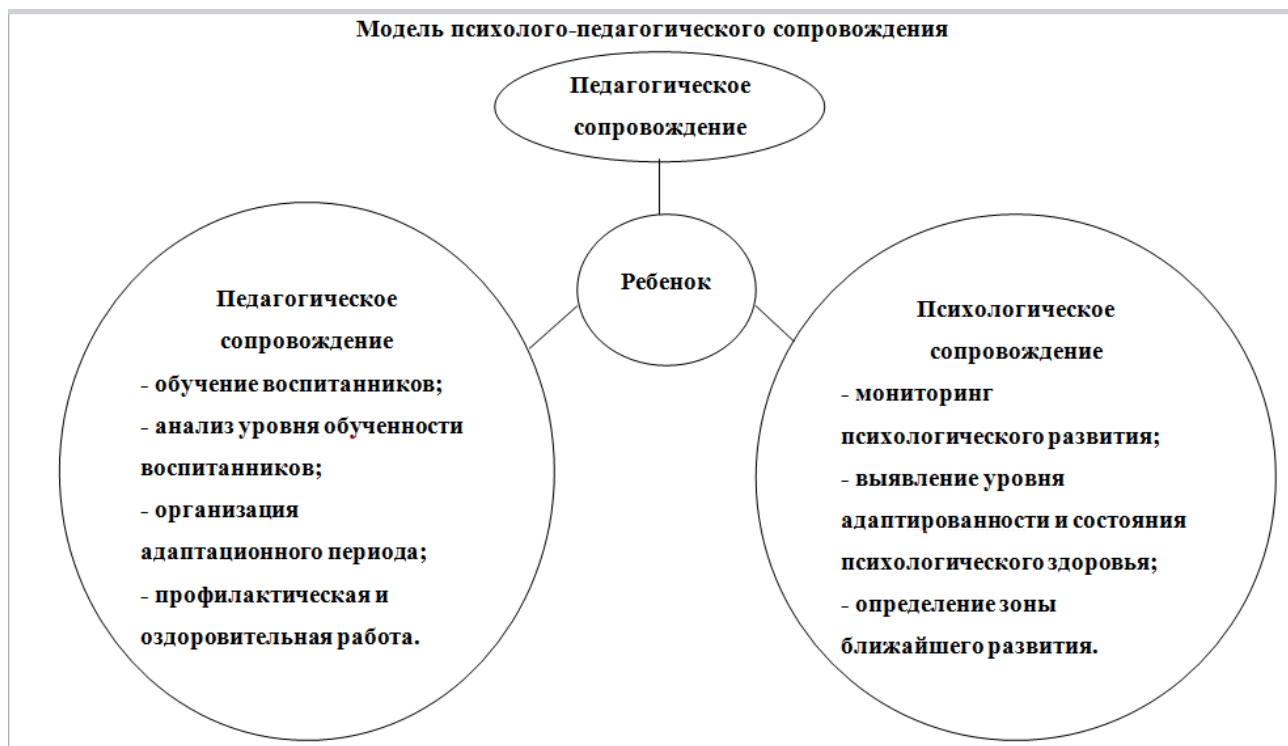 Модель психолого-педагогического сопровождения
Педагогическое
сопровождение
Ребенок
Педагогическое
сопровождение
- обучение воспитанников;
- анализ уровня обученности
воспитанников;
- организация
адаптационного периода;
- профилактическая и
оздоровительная работа.
Психологическое
сопровождение
- мониторинг
психологического развития;
- выявление уровня
адаптированности и состояния
психологического здоровья;
- определение зоны
ближайшего развития.